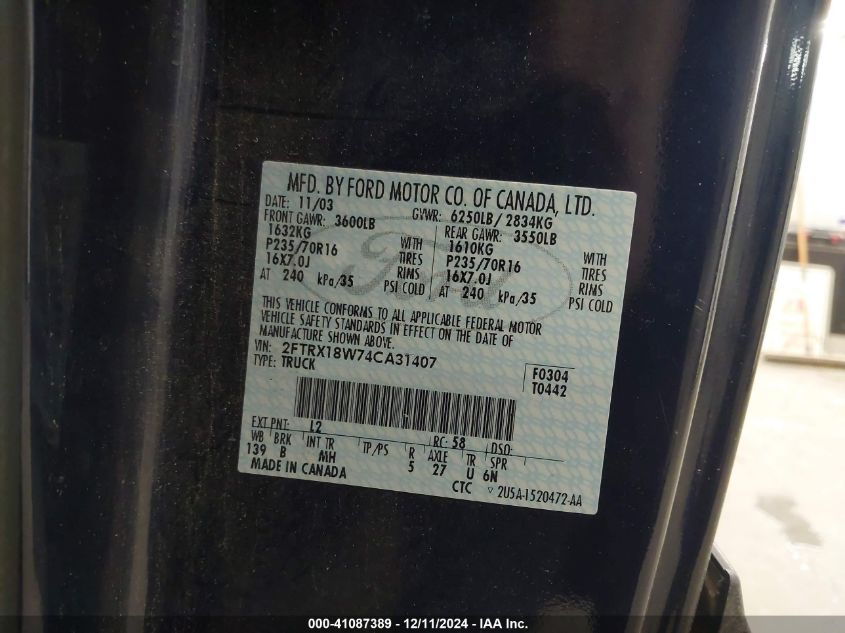 MFD. BY FORD MOTOR CO. OF CANADA, LTD.
DATE: 11/03 GVWR: 6250LB/ 2834KG
FRONT GAWR: 3600LB REAR GAWR: 3550LB
1632KG WITH 1610KG WITH
P235/70R16 TIRES P235/70R16 TIRES
16X7.0J RIMS 16X7.0J RIMS
AT 240 kPa/35 PSI COLD AT 240 kPa/35 PSI COLD
THIS VEHICLE CONFORMS TO ALL APPLICABLE FEDERAL MOTOR
VEHICLE SAFETY STANDARDS IN EFFECT ON THE DATE OF
MANUFACTURE SHOWN ABOVE.
VIN: 2FTRX18W74CA31407
TYPE: TRUCK
F0304
T0442
EXT PNT: L2 RC: 58 DSO:
WB BRK INT TR TP/PS R AXLE TR SPR
139 B MH 5 27 U 6N
MADE IN CANADA
CTC ▿ 2U5A-1520472-AA
Ford
000-41087389 - 12/11/2024 - IAA Inc.